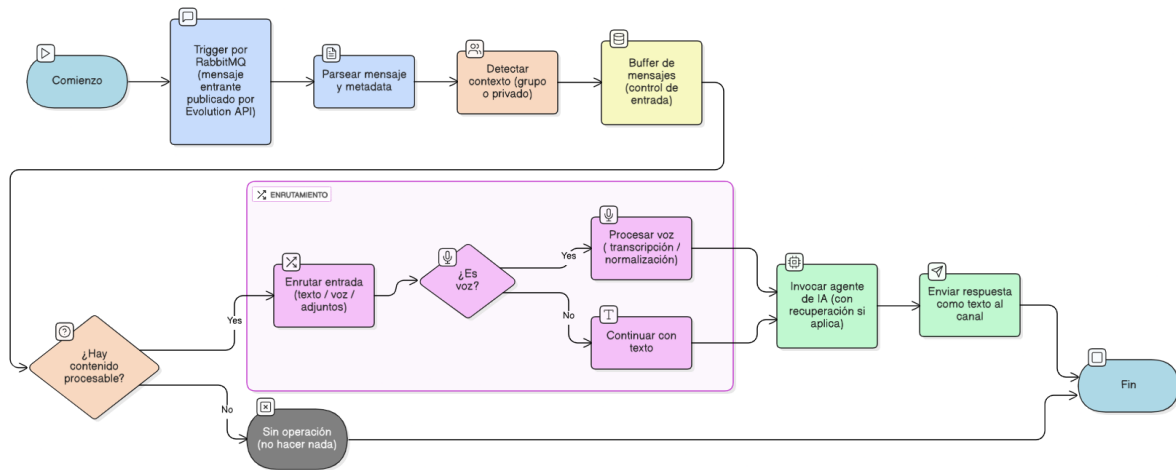 Comienzo
Trigger por
RabbitMQ
(mensaje
entrante
publicado por
Evolution API)
Parsear mensaje
y metadata
Detectar
contexto (grupo
o privado)
Buffer de
mensajes
(control de
entrada)
ENRUTAMIENTO
¿Hay
contenido
procesable?
Yes
No
Enrutar entrada
(texto / voz /
adjuntos)
¿Es
voz?
Yes
No
Procesar voz
( transcripción /
normalización)
Continuar con
texto
Invocar agente
de IA (con
recuperación si
aplica)
Enviar respuesta
como texto al
canal
Sin operación
(no hacer nada)
Fin